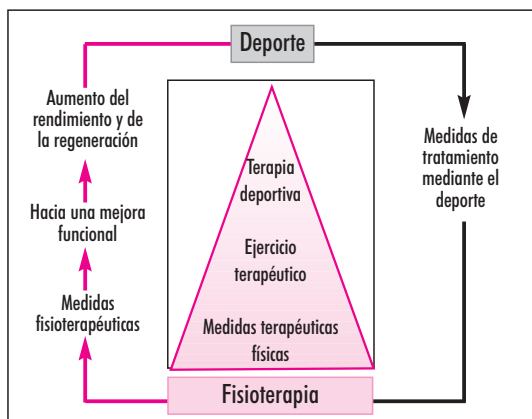 Deporte
Aumento del
rendimiento y de
la regeneración
Hacia una mejora
funcional
Medidas
fisioterapéuticas
Terapia
deportiva
Ejercicio
terapéutico
Medidas terapéuticas
físicas
Medidas de
tratamiento
mediante el
deporte
Fisioterapia